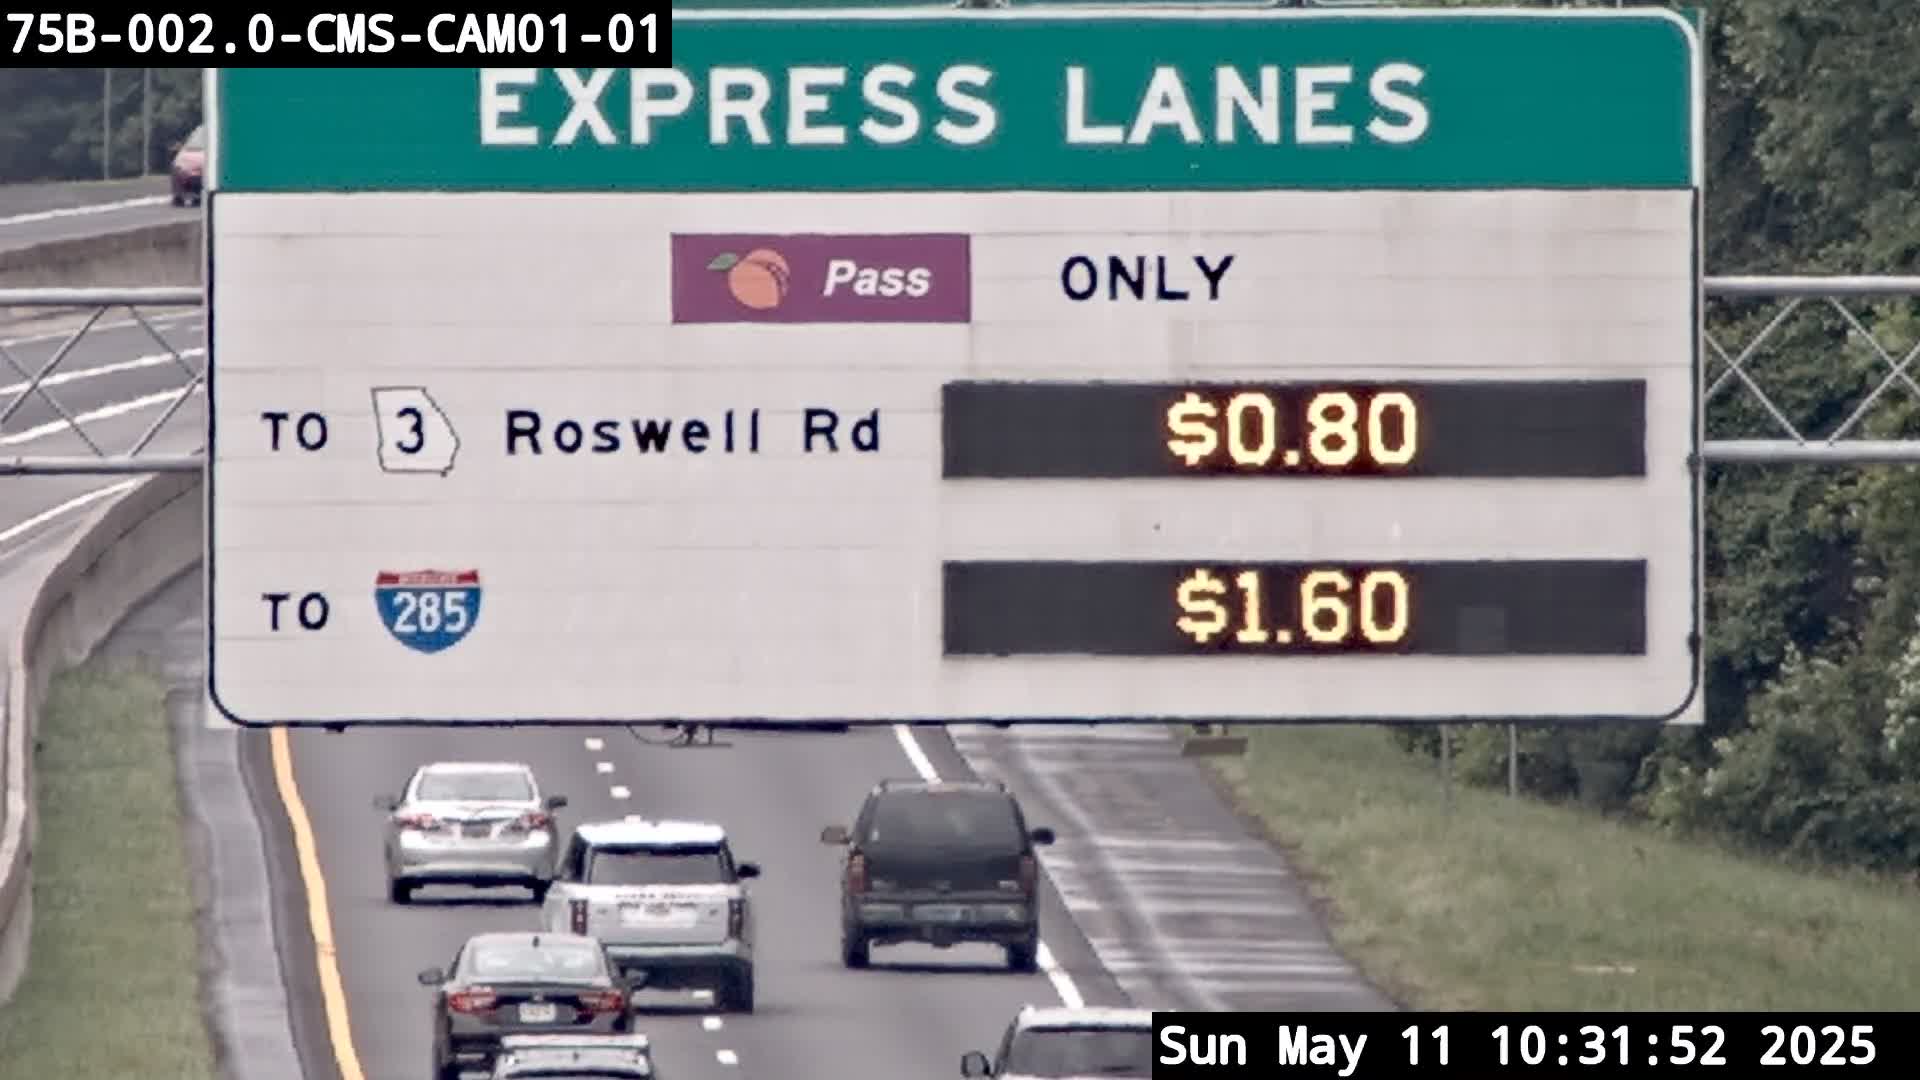 75B-002.0-CMS-CAM01-01
EXPRESS LANES
Pass ONLY
TO 3 Roswell Rd $0.80
TO 285 $1.60
Sun May 11 10:31:52 2025